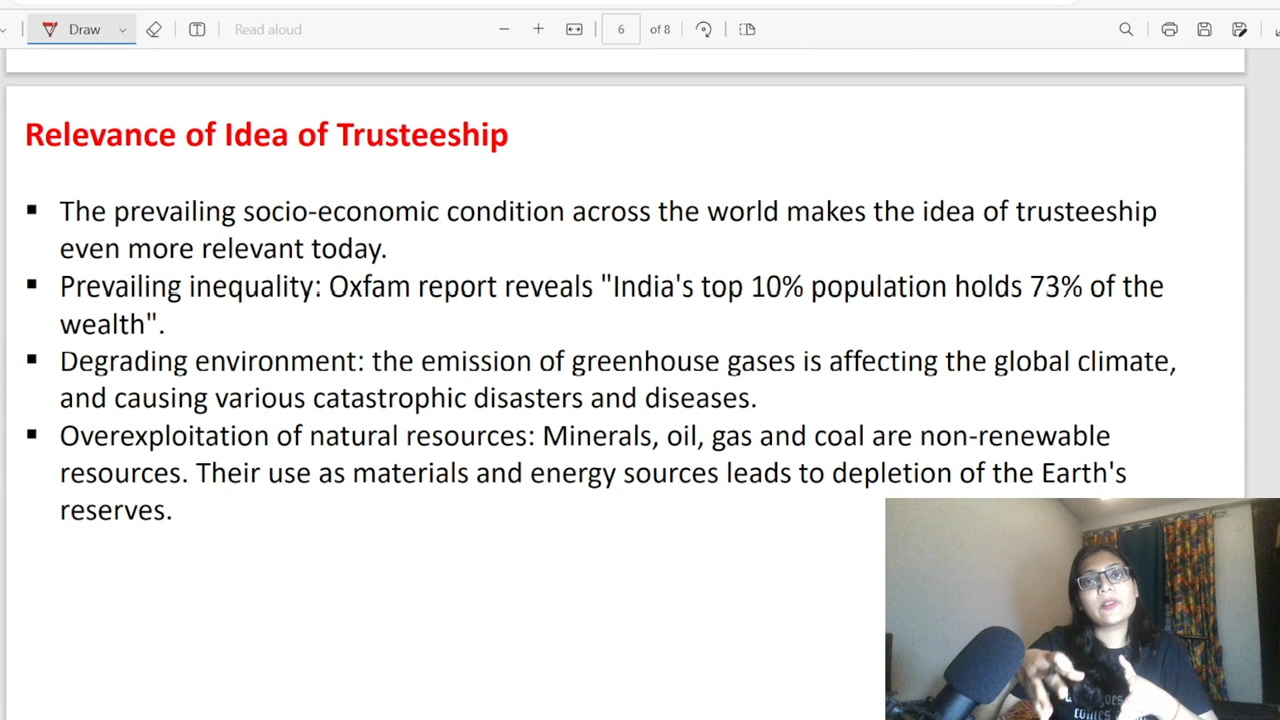 Draw
Read aloud
6
of 8
Relevance of Idea of Trusteeship
▪ The prevailing socio-economic condition across the world makes the idea of trusteeship
even more relevant today.
▪ Prevailing inequality: Oxfam report reveals "India's top 10% population holds 73% of the
wealth".
▪ Degrading environment: the emission of greenhouse gases is affecting the global climate,
and causing various catastrophic disasters and diseases.
▪ Overexploitation of natural resources: Minerals, oil, gas and coal are non-renewable
resources. Their use as materials and energy sources leads to depletion of the Earth's
reserves.
goes
comes